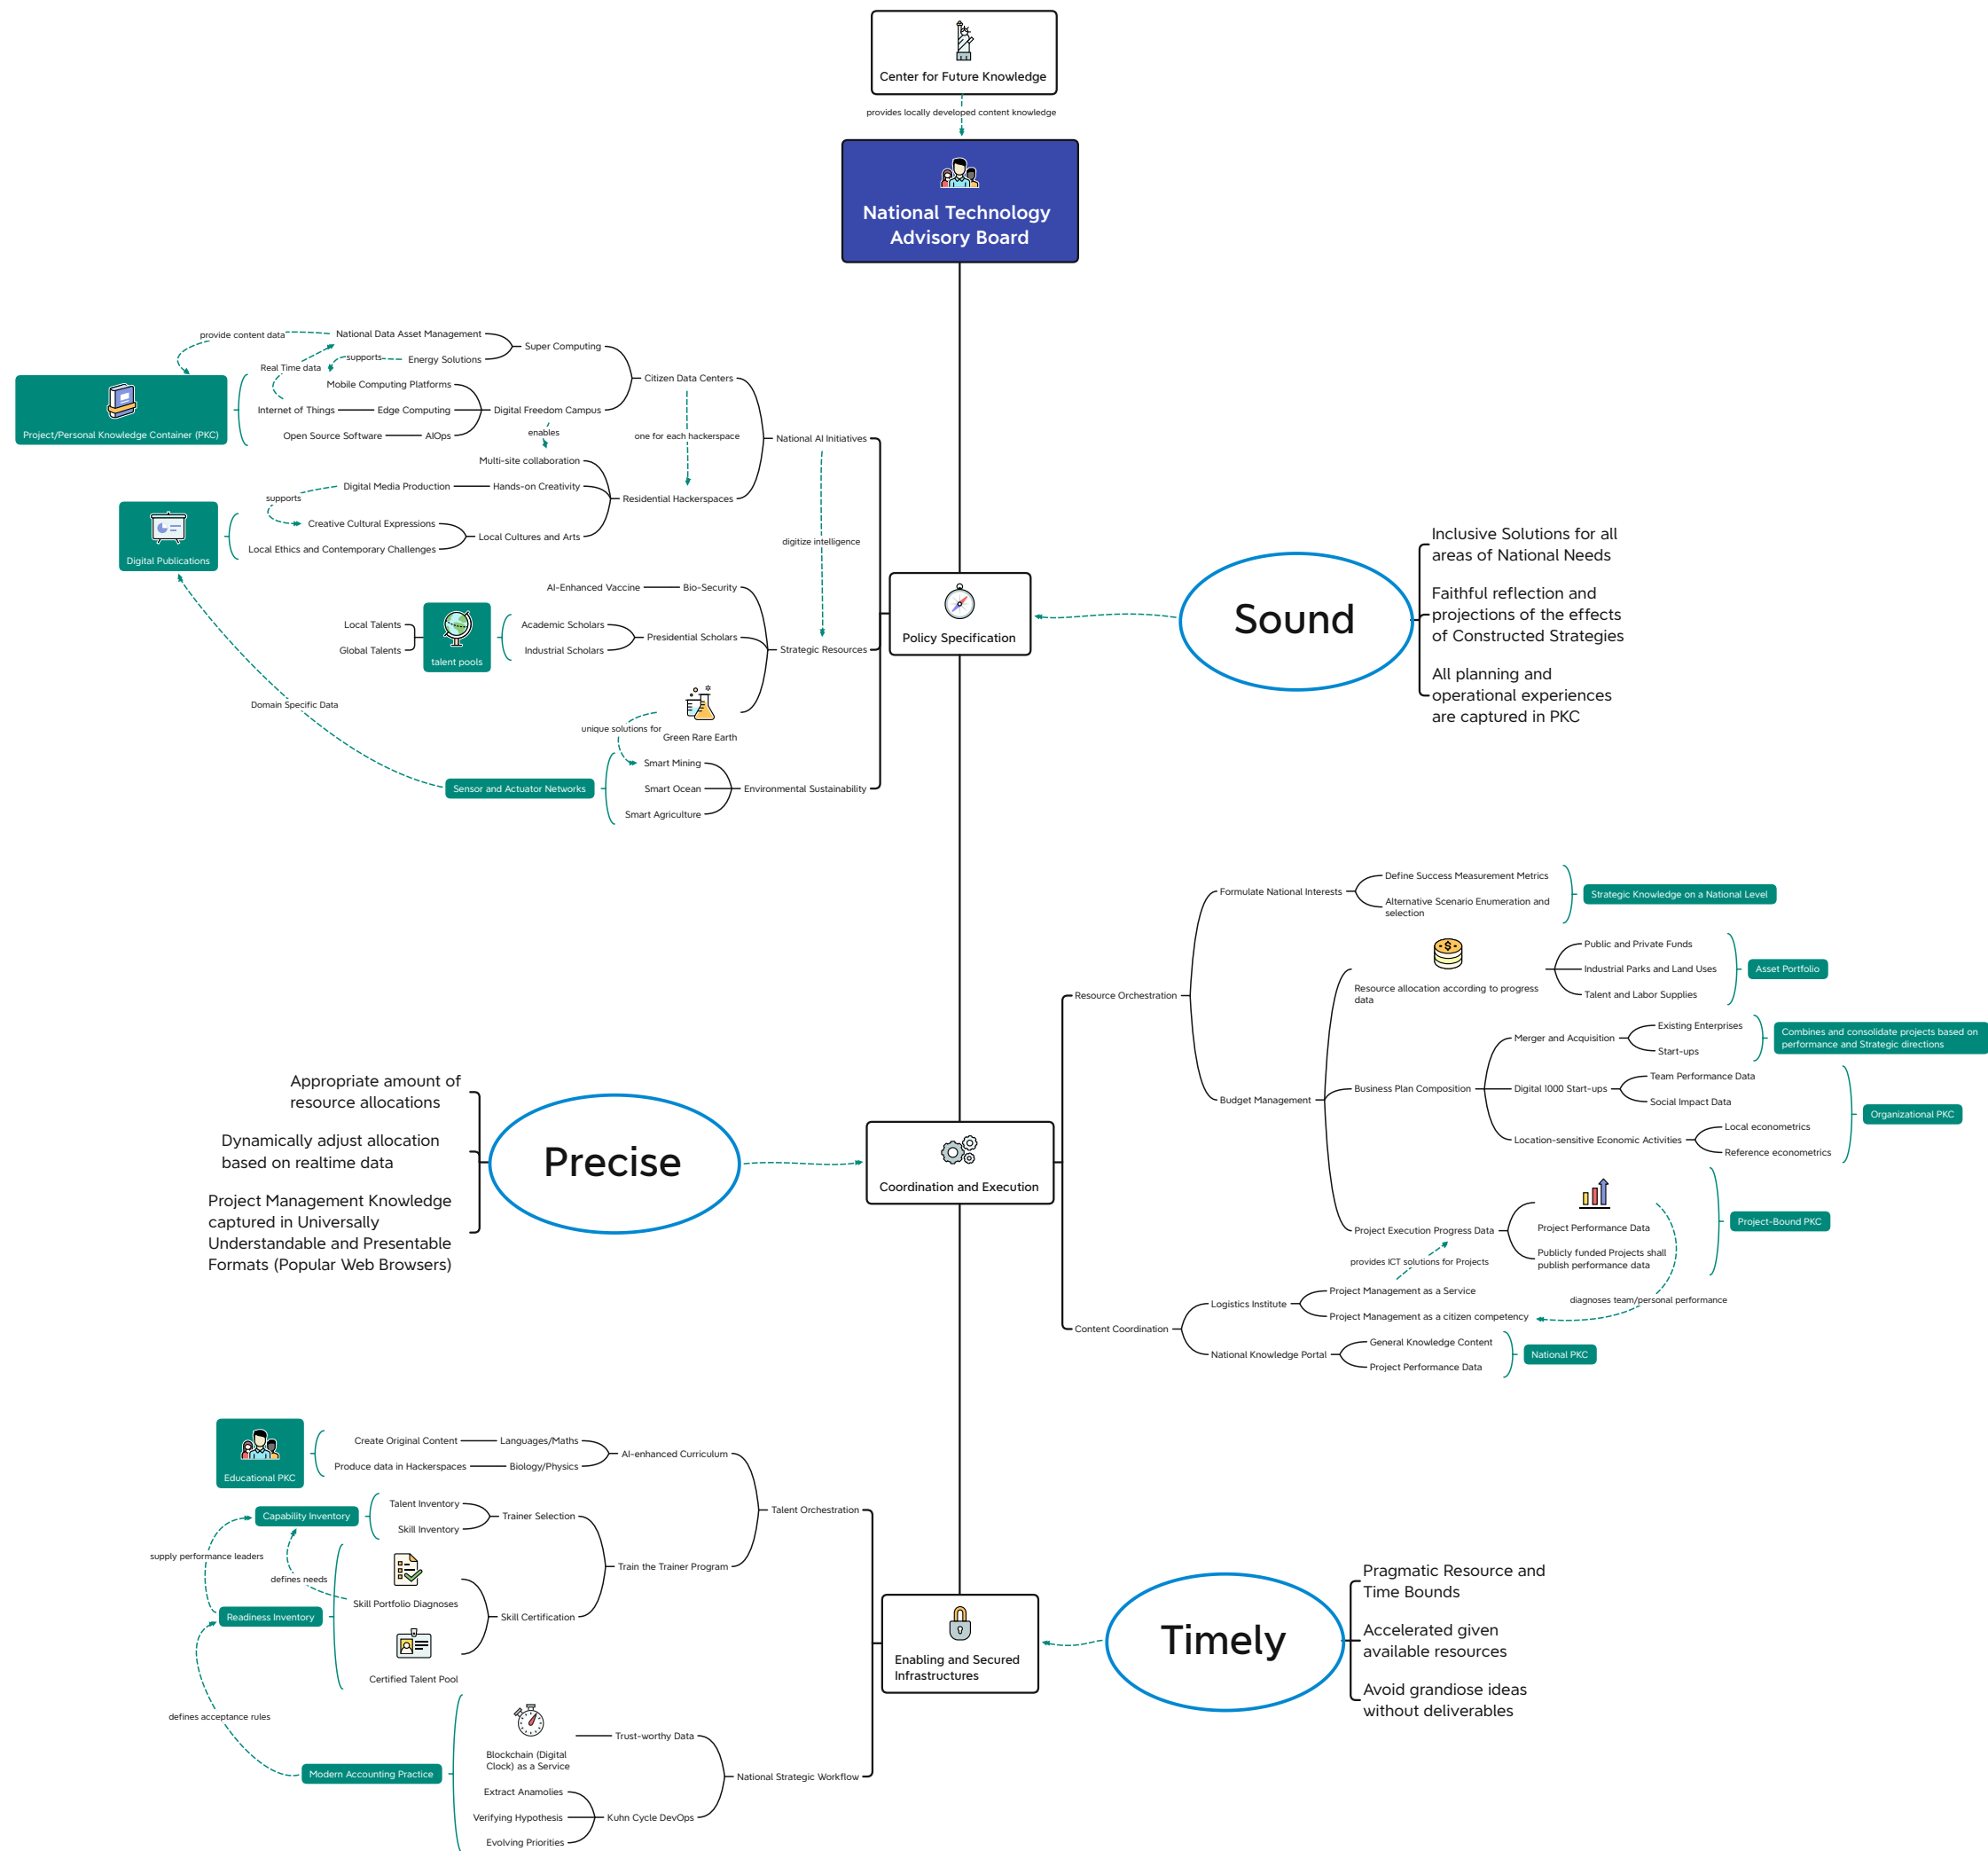 Center for Future Knowledge
provides locally developed content knowledge
National Technology
Advisory Board
provide content data
National Data Asset Management
Super Computing
supports
Energy Solutions
Real Time data
Citizen Data Centers
Mobile Computing Platforms
Project/Personal Knowledge Container (PKC)
Internet of Things
Edge Computing
Digital Freedom Campus
Open Source Software
AIOps
enables
one for each hackerspace
National AI Initiatives
Multi-site collaboration
Digital Media Production
Hands-on Creativity
supports
Residential Hackerspaces
Creative Cultural Expressions
Local Cultures and Arts
Local Ethics and Contemporary Challenges
Digital Publications
digitize intelligence
AI-Enhanced Vaccine
Bio-Security
Local Talents
Global Talents
talent pools
Academic Scholars
Industrial Scholars
Presidential Scholars
Strategic Resources
Domain Specific Data
unique solutions for
Green Rare Earth
Smart Mining
Sensor and Actuator Networks
Smart Ocean
Environmental Sustainability
Smart Agriculture
Policy Specification
Sound
Inclusive Solutions for all
areas of National Needs
Faithful reflection and
projections of the effects
of Constructed Strategies
All planning and
operational experiences
are captured in PKC
Formulate National Interests
Define Success Measurement Metrics
Alternative Scenario Enumeration and
selection
Strategic Knowledge on a National Level
Resource Orchestration
Resource allocation according to progress
data
Public and Private Funds
Industrial Parks and Land Uses
Talent and Labor Supplies
Asset Portfolio
Merger and Acquisition
Existing Enterprises
Start-ups
Combines and consolidate projects based on
performance and Strategic directions
Budget Management
Business Plan Composition
Digital 1000 Start-ups
Team Performance Data
Social Impact Data
Location-sensitive Economic Activities
Local econometrics
Reference econometrics
Organizational PKC
Project Execution Progress Data
Project Performance Data
Publicly funded Projects shall
publish performance data
Project-Bound PKC
provides ICT solutions for Projects
diagnoses team/personal performance
Content Coordination
Logistics Institute
Project Management as a Service
Project Management as a citizen competency
National Knowledge Portal
General Knowledge Content
Project Performance Data
National PKC
Appropriate amount of
resource allocations
Dynamically adjust allocation
based on realtime data
Project Management Knowledge
captured in Universally
Understandable and Presentable
Formats (Popular Web Browsers)
Precise
Coordination and Execution
Educational PKC
Create Original Content
Languages/Maths
Produce data in Hackerspaces
Biology/Physics
AI-enhanced Curriculum
Talent Orchestration
Capability Inventory
Talent Inventory
Skill Inventory
Trainer Selection
supply performance leaders
defines needs
Train the Trainer Program
Skill Portfolio Diagnoses
Readiness Inventory
Skill Certification
Certified Talent Pool
defines acceptance rules
Blockchain (Digital
Clock) as a Service
Trust-worthy Data
Modern Accounting Practice
National Strategic Workflow
Extract Anamolies
Verifying Hypothesis
Kuhn Cycle DevOps
Evolving Priorities
Enabling and Secured
Infrastructures
Timely
Pragmatic Resource and
Time Bounds
Accelerated given
available resources
Avoid grandiose ideas
without deliverables